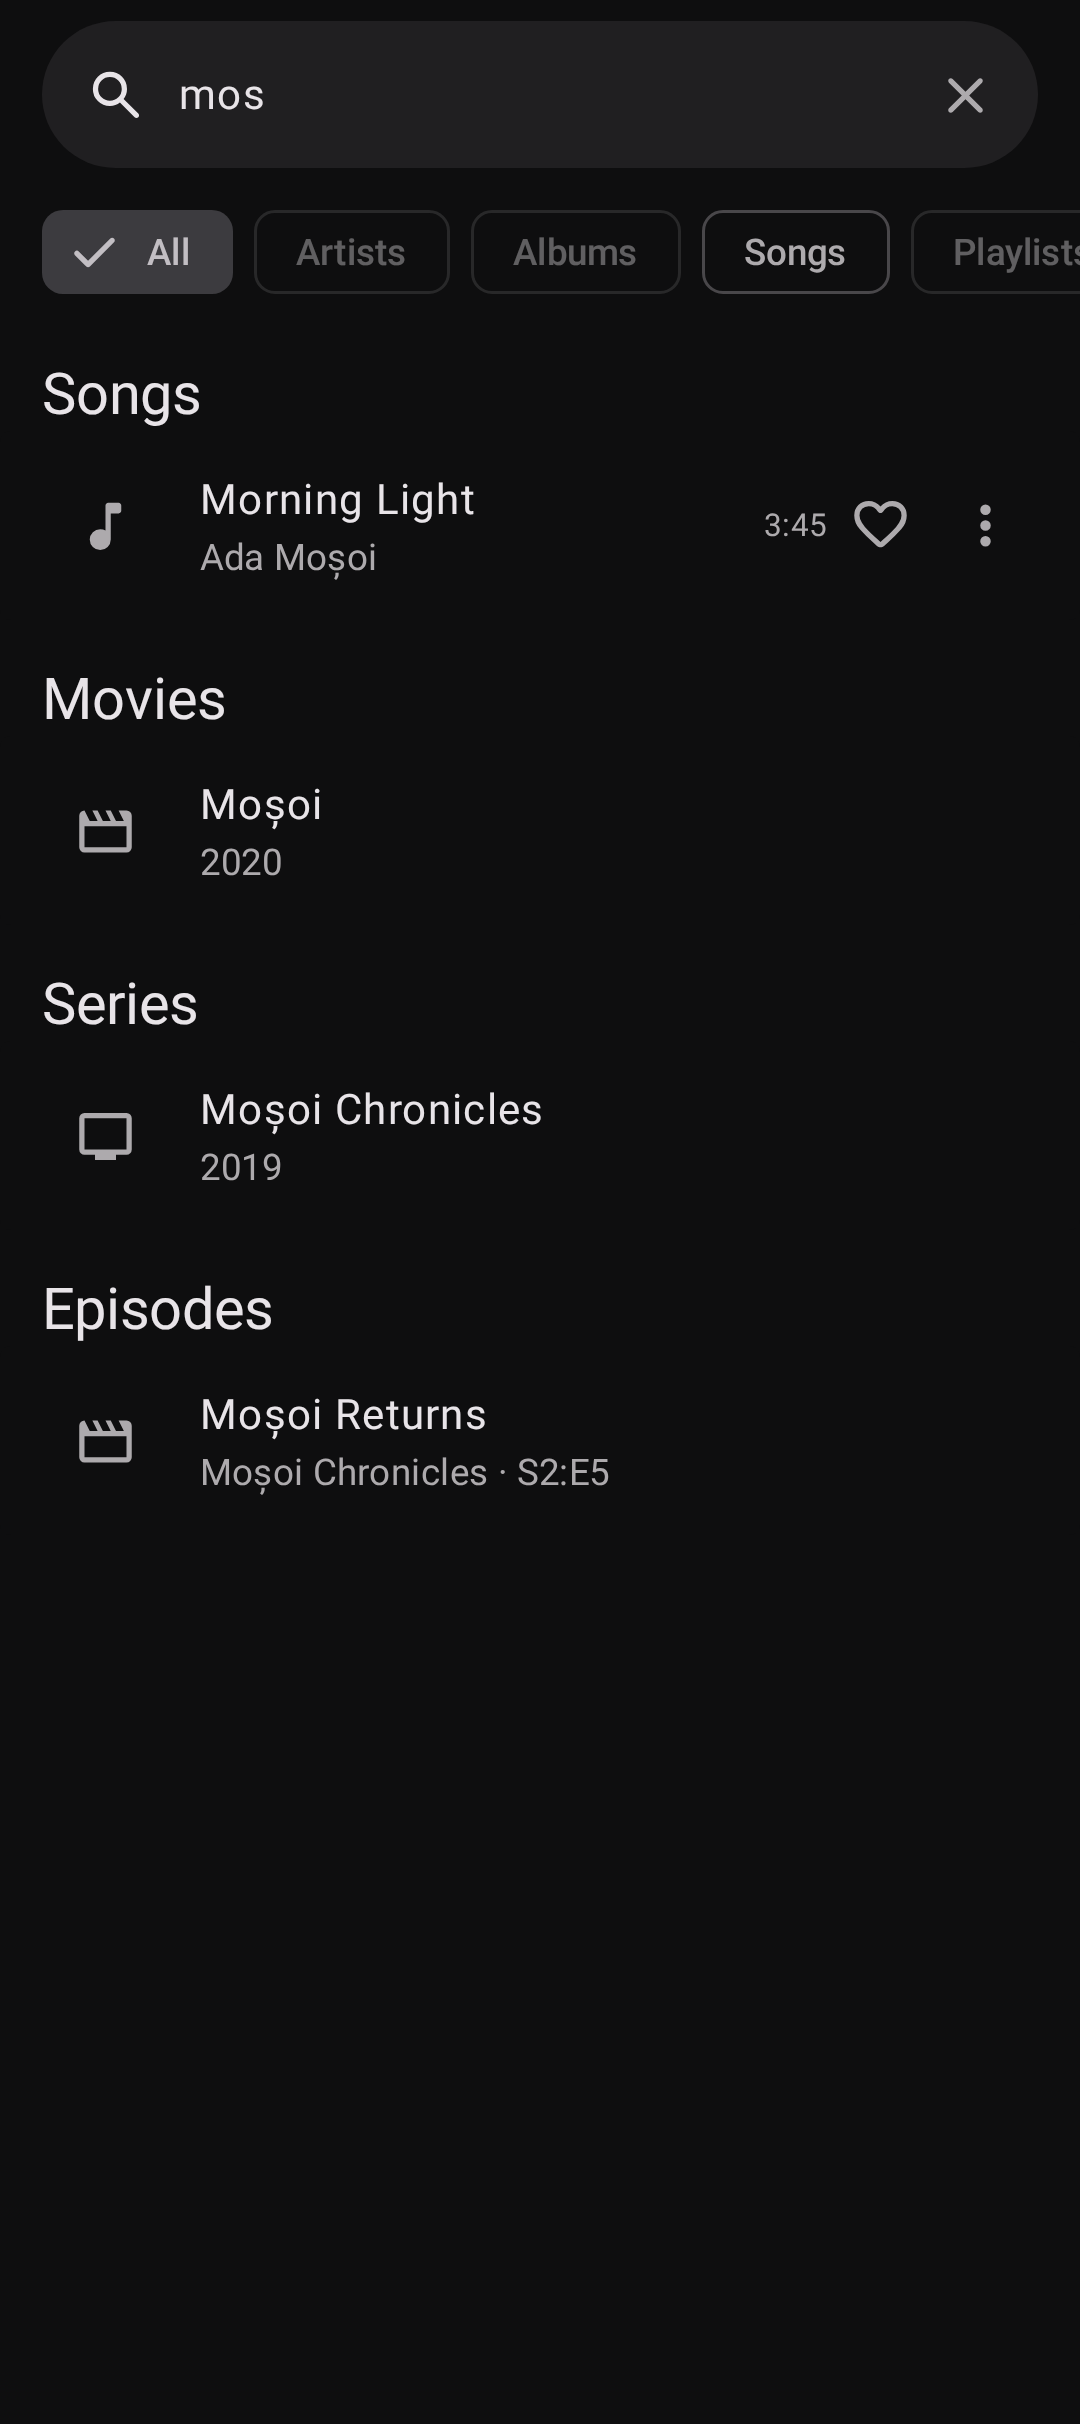 mos
All
Artists
Albums
Songs
Playlists
Songs
Morning Light
3:45
Ada Moșoi
Movies
Moșoi
2020
Series
Moșoi Chronicles
2019
Episodes
Moșoi Returns
Moșoi Chronicles · S2:E5